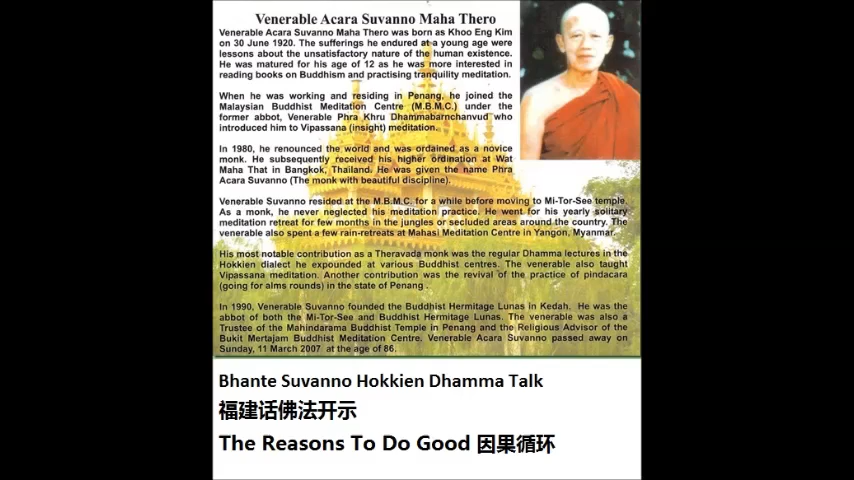 Venerable Acara Suvanno Maha Thero
Venerable Acara Suvanno Maha Thero was born as Khoo Eng Kim
on 30 June 1920. The sufferings he endured at a young age were
lessons about the unsatisfactory nature of the human existence.
He was matured for his age of 12 as he was more interested in
reading books on Buddhism and practising tranquility meditation.
When he was working and residing in Penang, he joined the
Malaysian Buddhist Meditation Centre (M.B.M.C.) under the
former abbot, Venerable Phra Khru Dhammabarnchanvud who
introduced him to Vipassana (insight) meditation.
In 1980, he renounced the world and was ordained as a novice
monk. He subsequently received his higher ordination at Wat
Maha That in Bangkok, Thailand. He was given the name Phra
Acara Suvanno (The monk with beautiful discipline).
Venerable Suvanno resided at the M.B.M.C. for a while before moving to Mi-Tor-See temple.
As a monk, he never neglected his meditation practice. He went for his yearly solitary
meditation retreat for few months in the jungles or secluded areas around the country. The
venerable also spent a few rain-retreats at Mahasi Meditation Centre in Yangon, Myanmar.
His most notable contribution as a Theravada monk was the regular Dhamma lectures in the
Hokkien dialect he expounded at various Buddhist centres. The venerable also taught
Vipassana meditation. Another contribution was the revival of the practice of pindacara
(going for alms rounds) in the state of Penang .
In 1990, Venerable Suvanno founded the Buddhist Hermitage Lunas in Kedah. He was the
abbot of both the Mi-Tor-See and Buddhist Hermitage Lunas. The venerable was also a
Trustee of the Mahindarama Buddhist Temple in Penang and the Religious Advisor of the
Bukit Mertajam Buddhist Meditation Centre. Venerable Acara Suvanno passed away on
Sunday, 11 March 2007 at the age of 86.
Bhante Suvanno Hokkien Dhamma Talk
福建话佛法开示
The Reasons To Do Good 因果循环